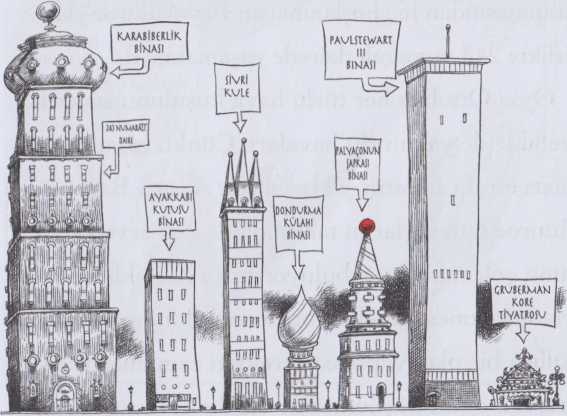 KARABİBERLİK
BİNASI
243 NUMARALI
DAİRE
AYAKKABI
KUTUSU
BİNASI
SİVRİ
KULE
DONDURMA
KÜLAHI
BİNASI
PAULSTEWART
III
BİNASI
PALYAÇONUN
ŞAPKASI
BİNASI
GRUBERMAN
KORE
TİYATROSU